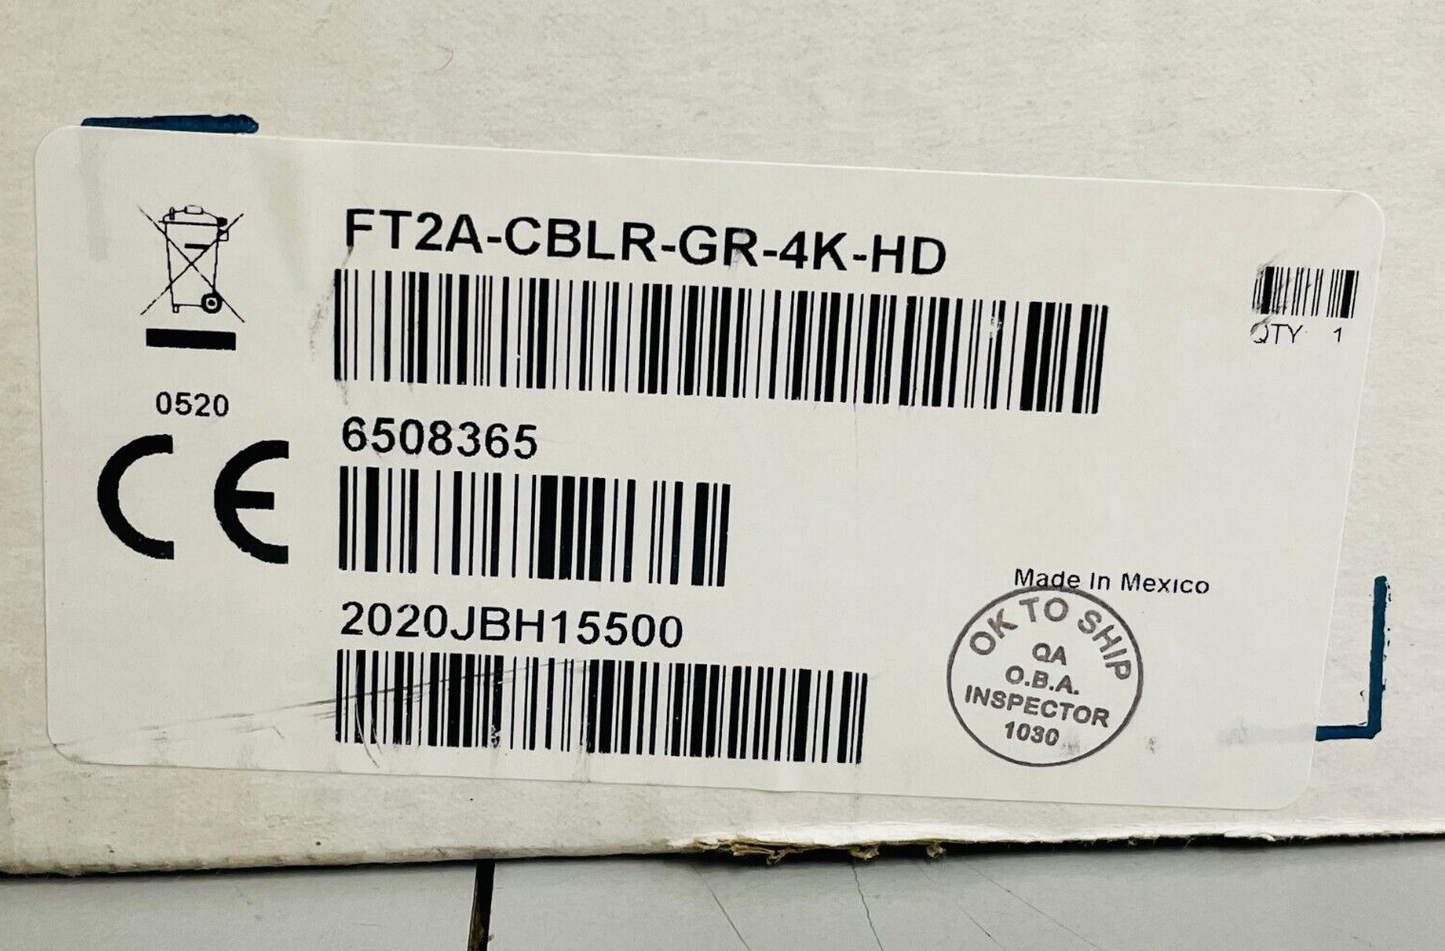 FT2A-CBLR-GR-4K-HD
QTY 1
0520
CE
6508365
2020JBH15500
Made In Mexico
OK TO SHIP
QA
O.B.A.
INSPECTOR
1030